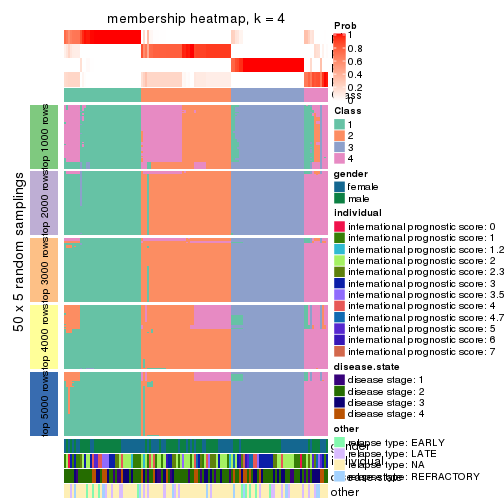 membership heatmap, k = 4
Prob
1
0.8
0.6
0.4
0.2
0
Class
1
2
3
4
gender
female
male
individual
international prognostic score: 0
international prognostic score: 1
international prognostic score: 1.2
international prognostic score: 2
international prognostic score: 2.3
international prognostic score: 3
international prognostic score: 3.5
international prognostic score: 4
international prognostic score: 4.7
international prognostic score: 5
international prognostic score: 6
international prognostic score: 7
disease.state
disease stage: 1
disease stage: 2
disease stage: 3
disease stage: 4
other
relapse type: EARLY
relapse type: LATE
relapse type: NA
relapse type: REFRACTORY
50 x 5 random samplings
top 1000 rows
top 2000 rows
top 3000 rows
top 4000 rows
top 5000 rows
gender
individual
disease.state
other